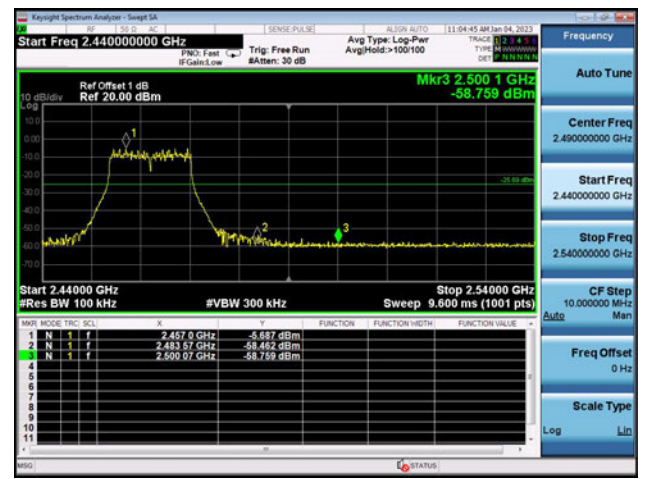 Keysight Spectrum Analyzer - Swept SA
RF 50 Ω AC SENSE:PULSE ALIGN AUTO 11:04:45 AM Jan 04, 2023
Start Freq 2.440000000 GHz
PNO: Fast
IFGain:Low
Trig: Free Run
#Atten: 30 dB
Avg Type: Log-Pwr
Avg|Hold:>100/100
TRACE 1 2 3 4 5 6
TYPE M WWWWW
DET P N N N N N
Ref Offset 1 dB
Ref 20.00 dBm
Mkr3 2.500 1 GHz
-58.759 dBm
10 dB/div
Log
10.0
0.00
-10.0
-20.0
-30.0
-40.0
-50.0
-60.0
-70.0
1
2
3
Start 2.44000 GHz
#Res BW 100 kHz
#VBW 300 kHz
Stop 2.54000 GHz
Sweep 9.600 ms (1001 pts)
MKR MODE TRC SCL X Y FUNCTION FUNCTION WIDTH FUNCTION VALUE
1 N 1 f 2.457 0 GHz -5.687 dBm
2 N 1 f 2.483 57 GHz -58.462 dBm
3 N 1 f 2.500 07 GHz -58.759 dBm
4
5
6
7
8
9
10
11
MSG STATUS
Frequency
Auto Tune
Center Freq
2.490000000 GHz
Start Freq
2.440000000 GHz
Stop Freq
2.540000000 GHz
CF Step
10.000000 MHz
Auto Man
Freq Offset
0 Hz
Scale Type
Log Lin